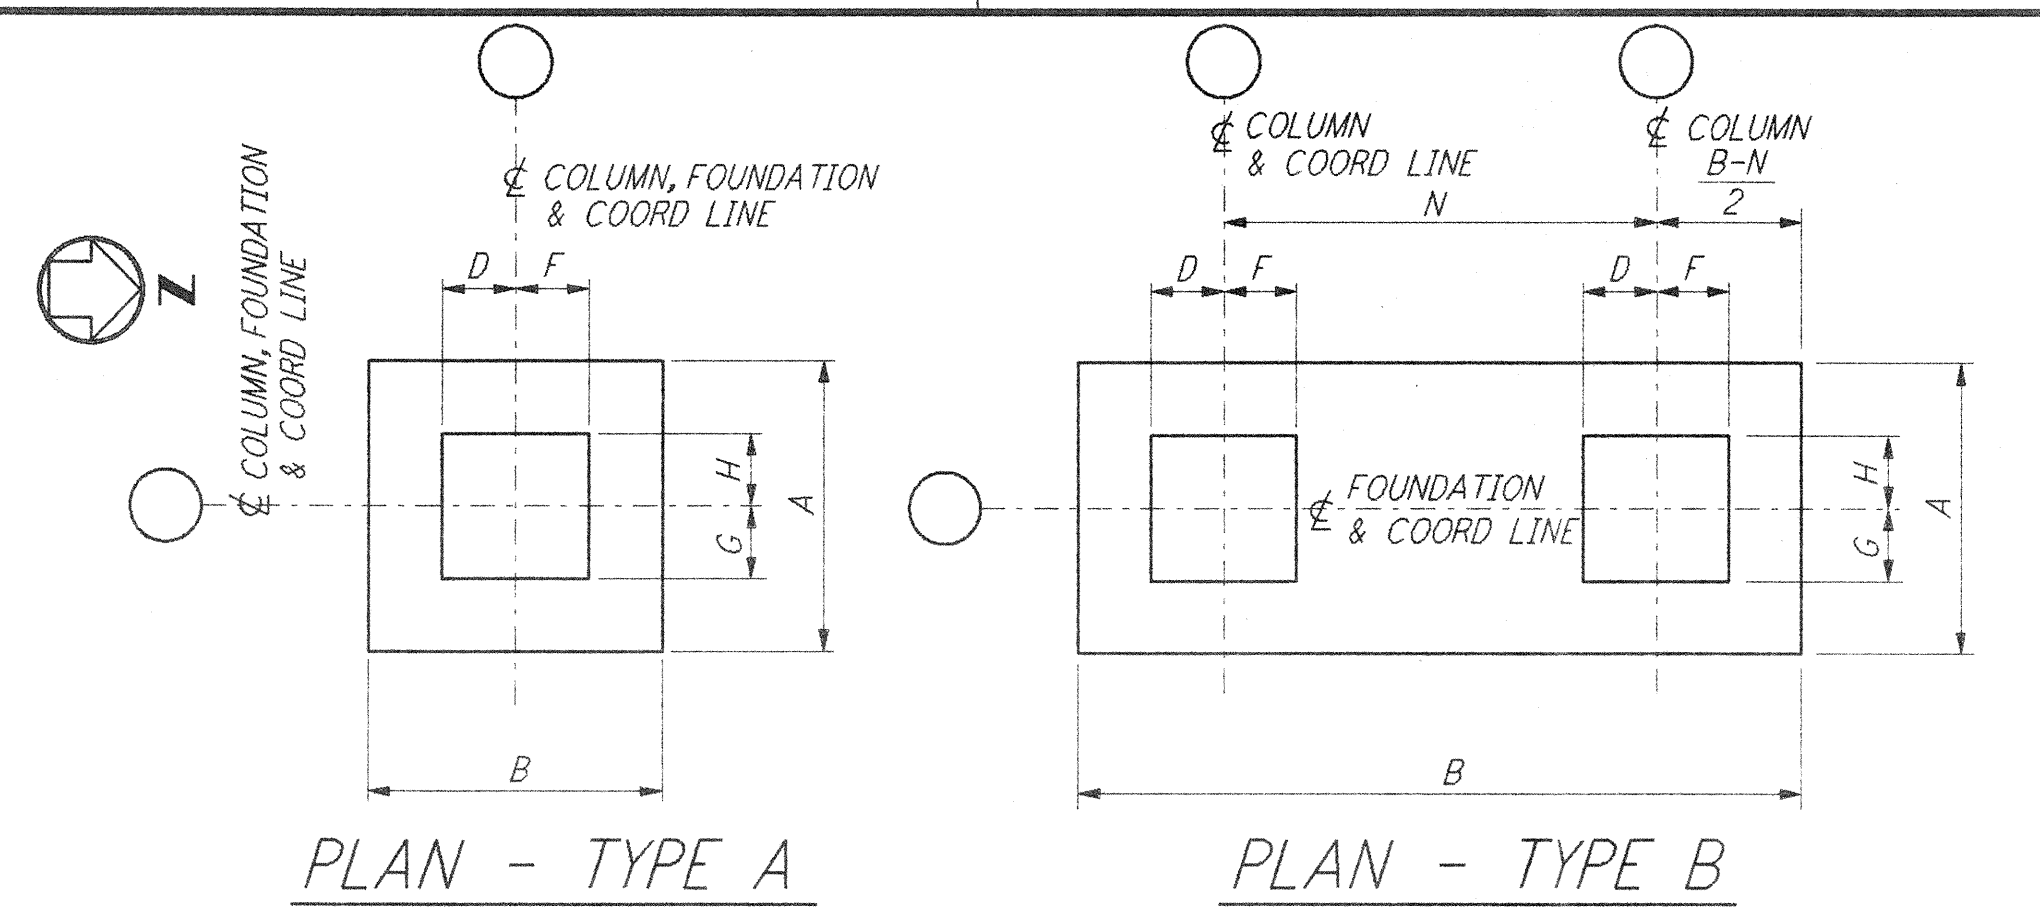 ℄ COLUMN, FOUNDATION
& COORD LINE
Z
℄ COLUMN, FOUNDATION
& COORD LINE
D
F
H
G
A
B
PLAN - TYPE A
℄ COLUMN
& COORD LINE
℄ COLUMN
B-N
2
N
D
F
D
F
℄ FOUNDATION
& COORD LINE
H
G
A
B
PLAN - TYPE B